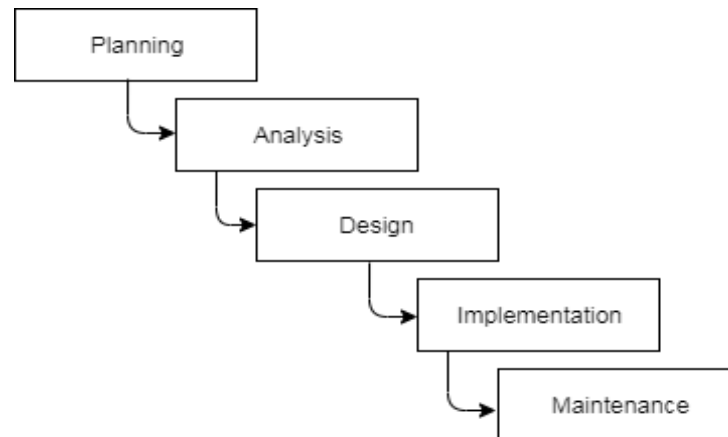 Planning
Analysis
Design
Implementation
Maintenance